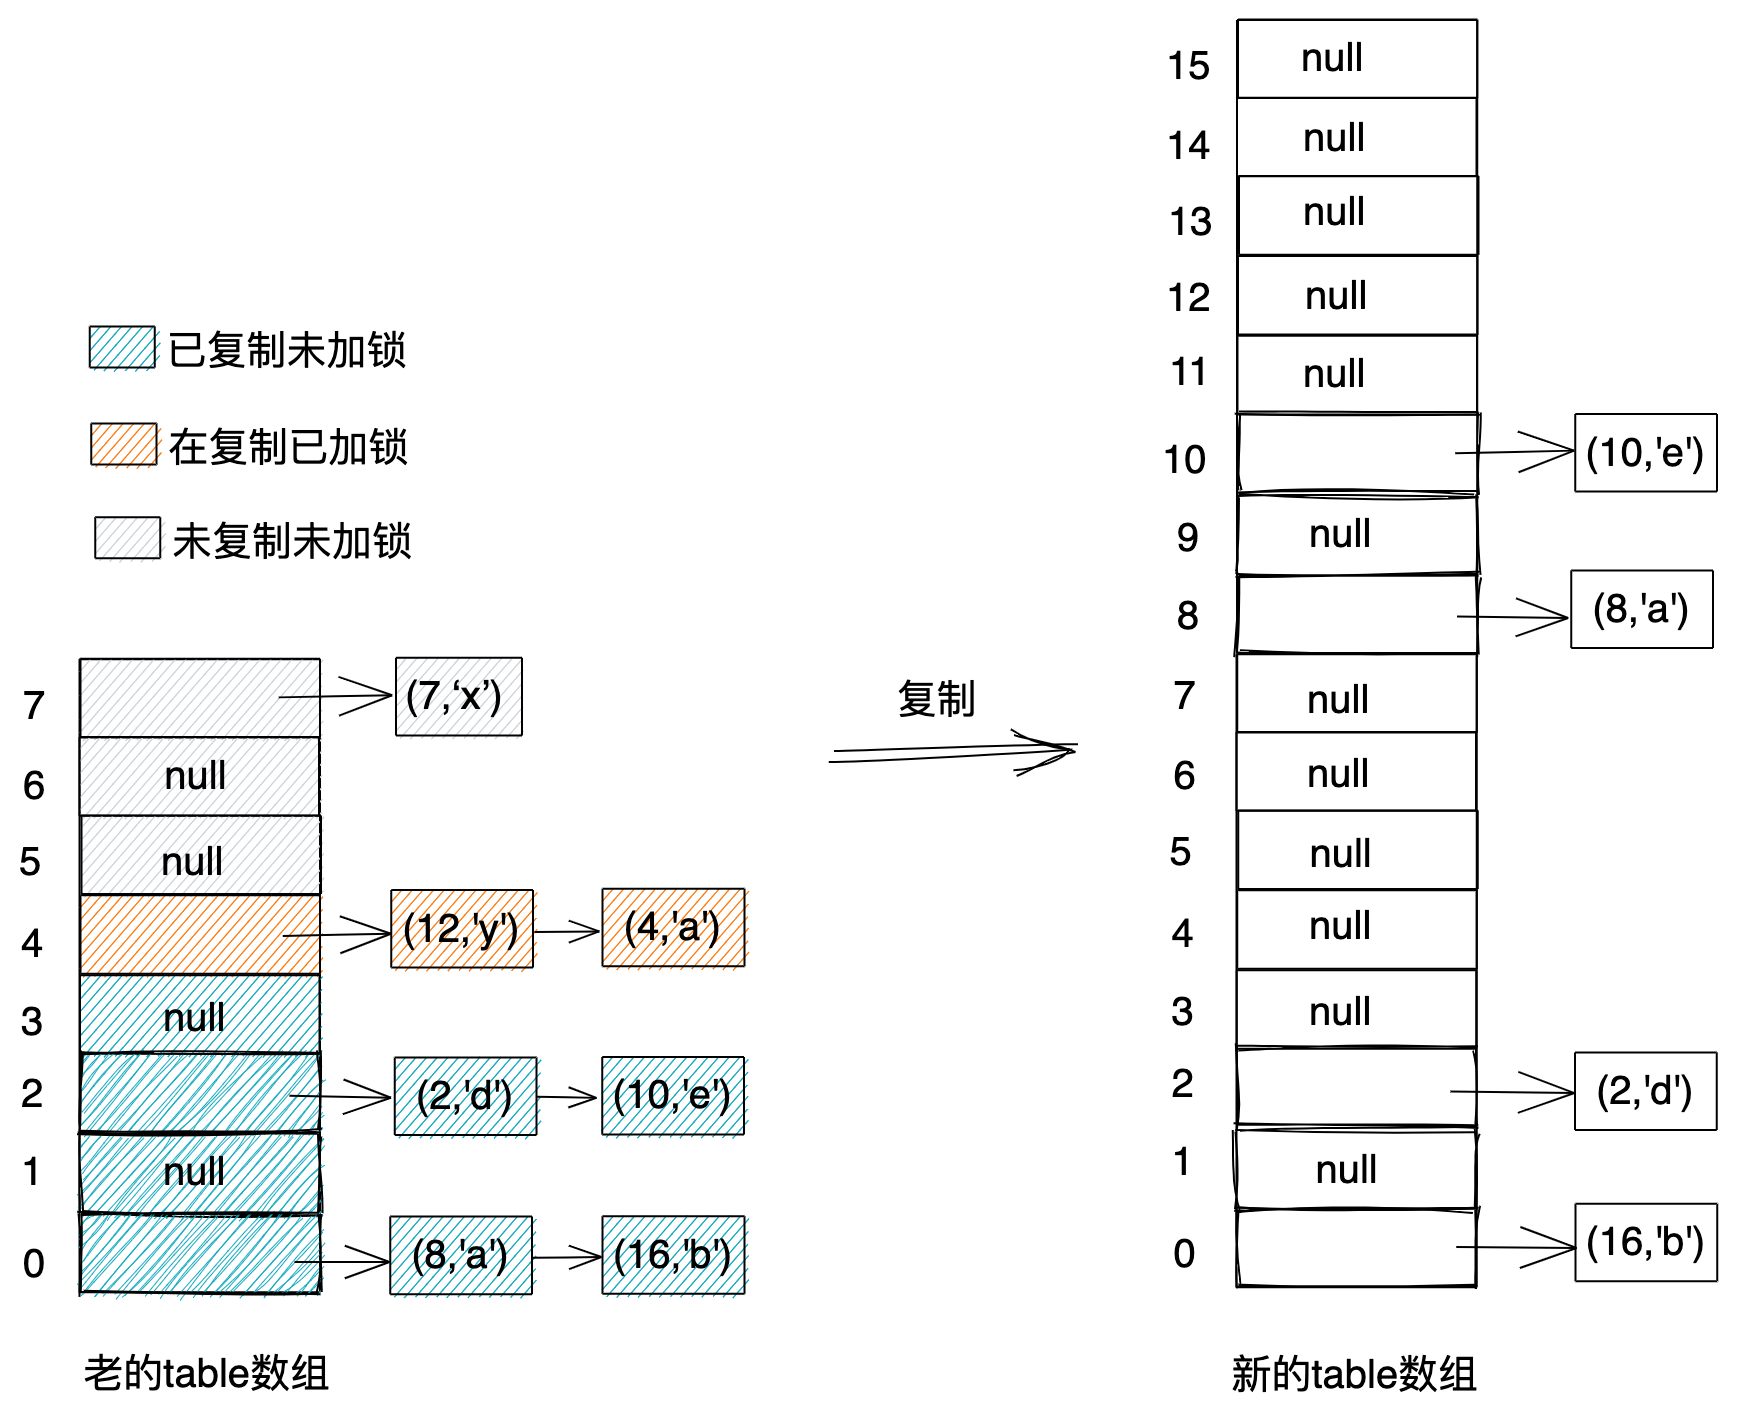 已复制未加锁
在复制已加锁
未复制未加锁
7 (7,‘x’)
6 null
5 null
4 (12,'y') (4,'a')
3 null
2 (2,'d') (10,'e')
1 null
0 (8,'a') (16,'b')
老的table数组
复制
15 null
14 null
13 null
12 null
11 null
10 (10,'e')
9 null
8 (8,'a')
7 null
6 null
5 null
4 null
3 null
2 (2,'d')
1 null
0 (16,'b')
新的table数组